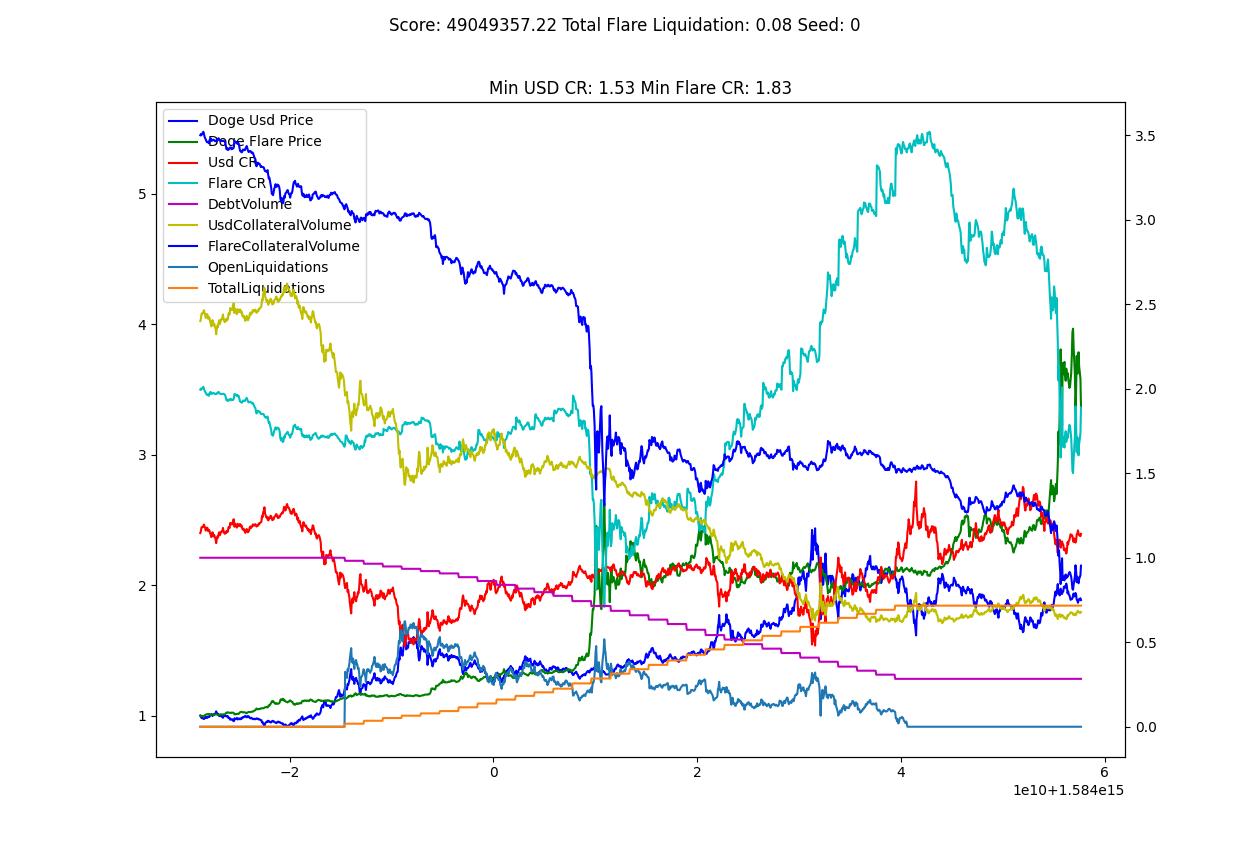 Score: 49049357.22 Total Flare Liquidation: 0.08 Seed: 0
Min USD CR: 1.53 Min Flare CR: 1.83
Doge Usd Price
Doge Flare Price
Usd CR
Flare CR
DebtVolume
UsdCollateralVolume
FlareCollateralVolume
OpenLiquidations
TotalLiquidations
5
4
3
2
1
3.5
3.0
2.5
2.0
1.5
1.0
0.5
0.0
−2
0
2
4
6
1e10+1.584e15